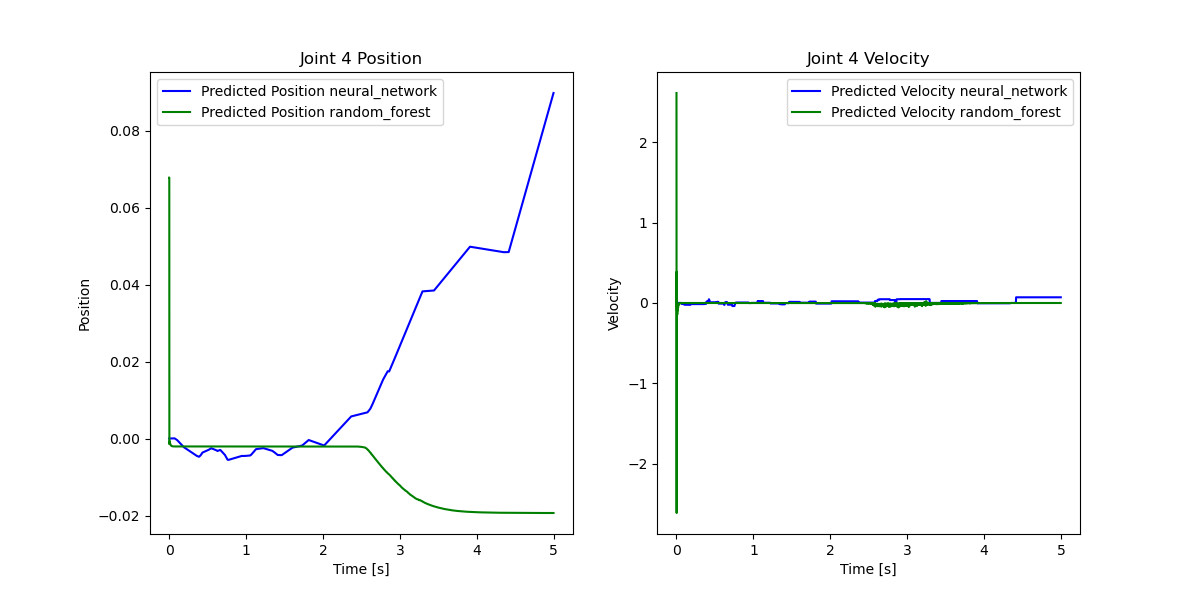 Joint 4 Position
Predicted Position neural_network
Predicted Position random_forest
0.08
0.06
0.04
0.02
0.00
−0.02
Position
0 1 2 3 4 5
Time [s]
Joint 4 Velocity
Predicted Velocity neural_network
Predicted Velocity random_forest
2
1
0
−1
−2
Velocity
0 1 2 3 4 5
Time [s]